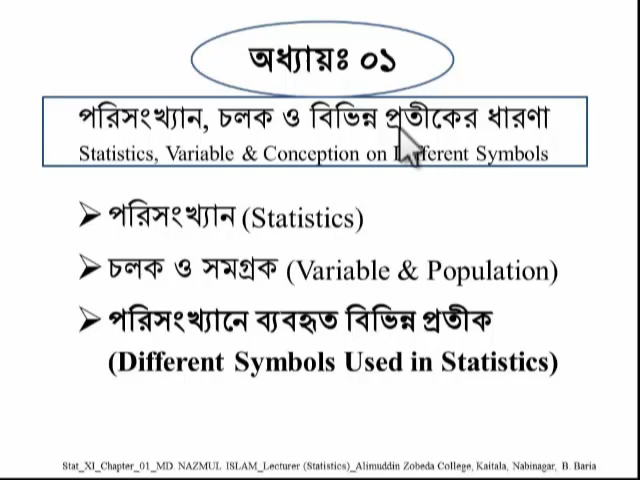 অধ্যায়ঃ ০১
পরিসংখ্যান, চলক ও বিভিন্ন প্রতীকের ধারণা
Statistics, Variable & Conception on Different Symbols
➢ পরিসংখ্যান (Statistics)
➢ চলক ও সমগ্রক (Variable & Population)
➢ পরিসংখ্যানে ব্যবহৃত বিভিন্ন প্রতীক
(Different Symbols Used in Statistics)
Stat_XI_Chapter_01_MD. NAZMUL ISLAM_Lecturer (Statistics)_Alimuddin Zobeda College, Kaitala, Nabinagar, B. Baria